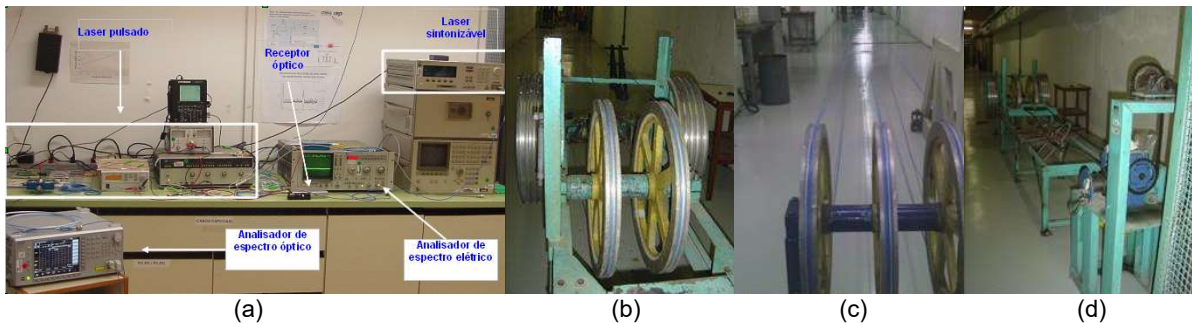 Laser pulsado
Receptor
óptico
Laser
sintonizável
Analisador de
espectro óptico
Analisador de
espectro elétrico
(a)
(b)
(c)
(d)